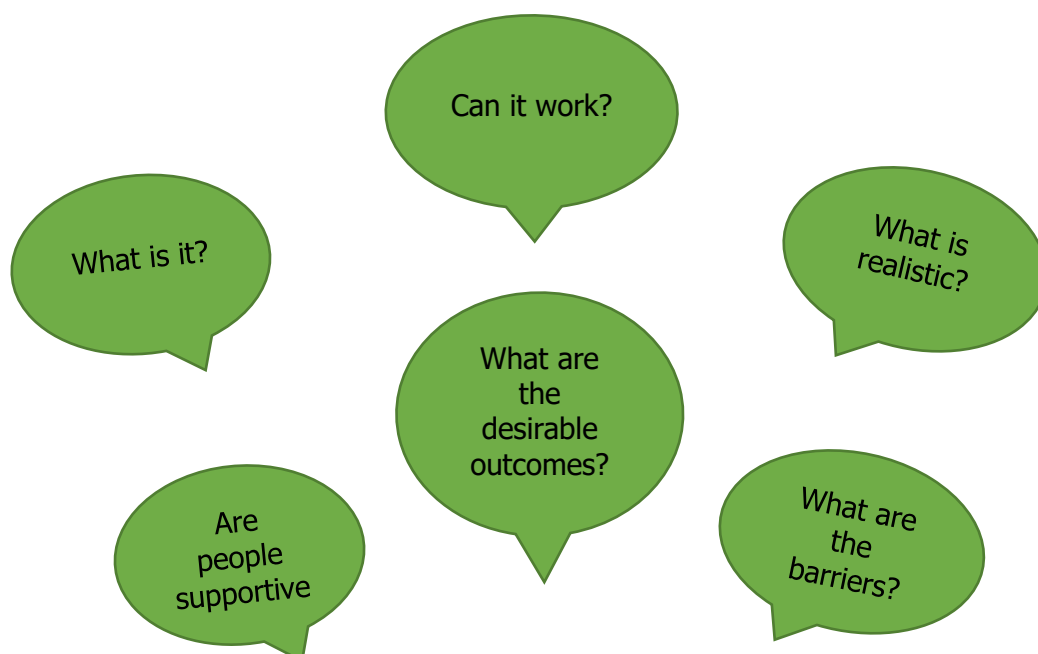 Can it work?
What is it?
What is
realistic?
What are
the
desirable
outcomes?
Are
people
supportive
What are
the
barriers?